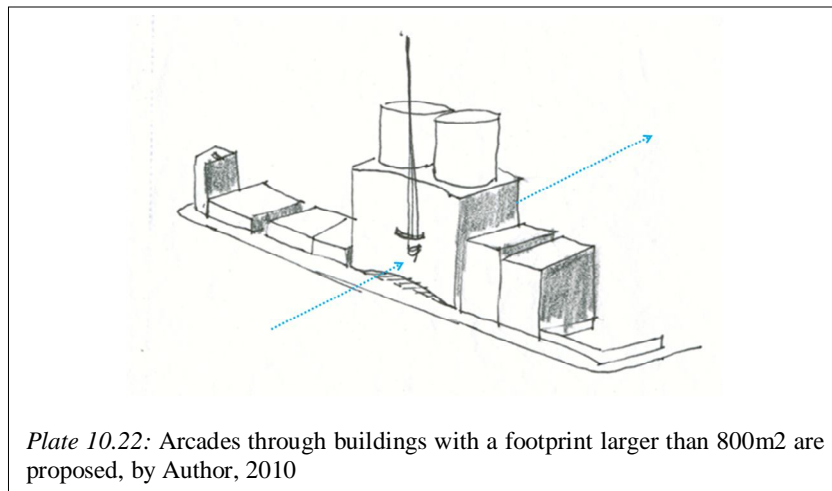 Plate 10.22: Arcades through buildings with a footprint larger than 800m2 are
proposed, by Author, 2010